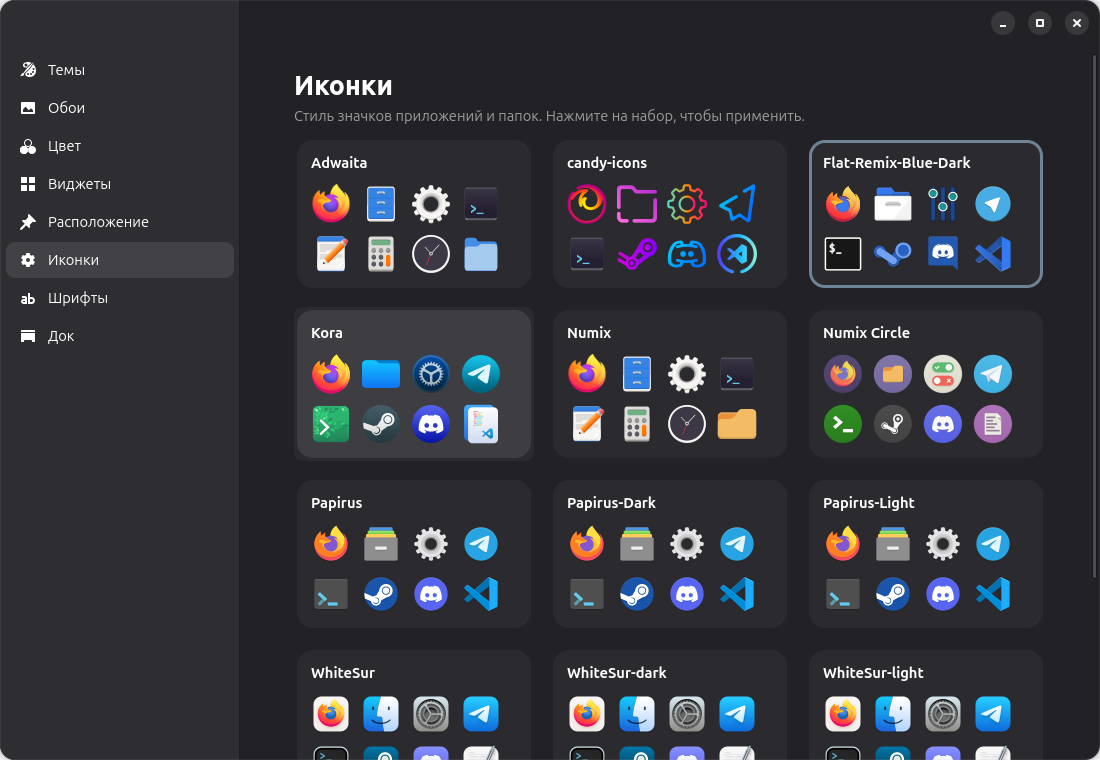 Темы
Обои
Цвет
Виджеты
Расположение
Иконки
ab Шрифты
Док
Иконки
Стиль значков приложений и папок. Нажмите на набор, чтобы применить.
Adwaita
candy-icons
Flat-Remix-Blue-Dark
Kora
Numix
Numix Circle
Papirus
Papirus-Dark
Papirus-Light
WhiteSur
WhiteSur-dark
WhiteSur-light